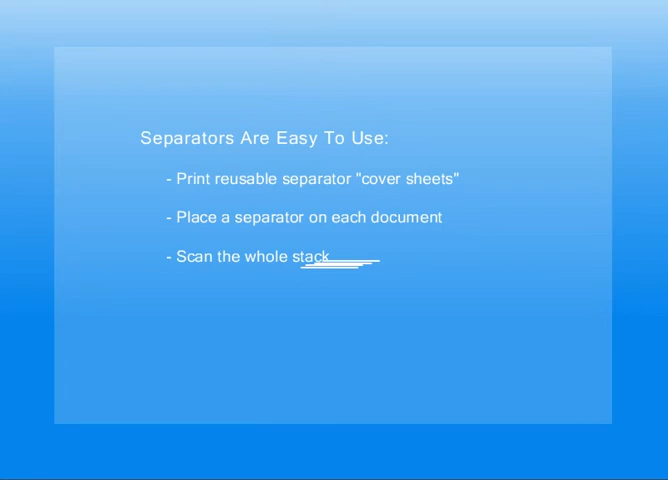 Separators Are Easy To Use:
- Print reusable separator "cover sheets"
- Place a separator on each document
- Scan the whole stack